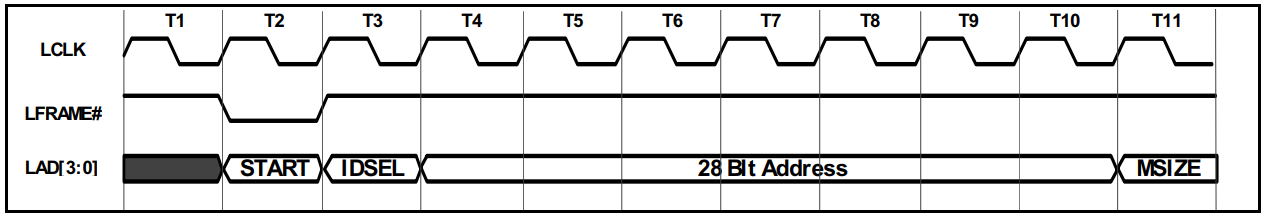 T1 T2 T3 T4 T5 T6 T7 T8 T9 T10 T11
LCLK
LFRAME#
LAD[3:0] START IDSEL 28 BIt Address MSIZE